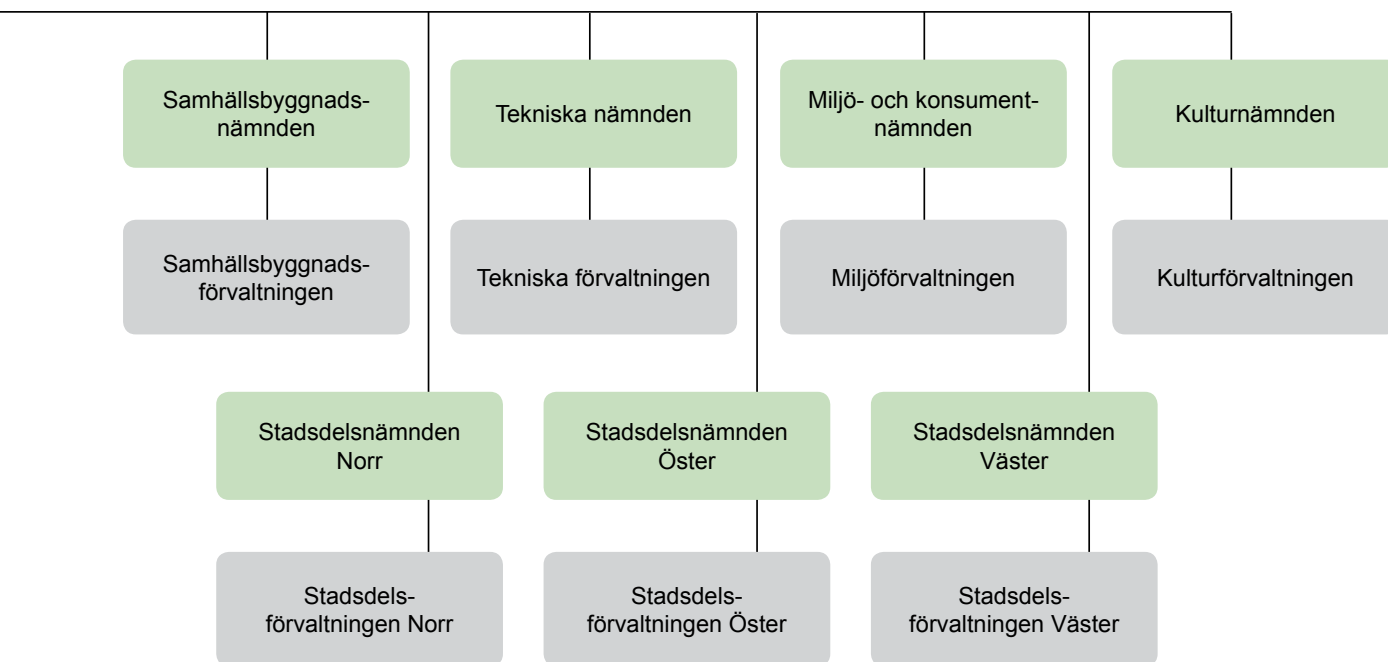 Samhällsbyggnads-
nämnden
Tekniska nämnden
Miljö- och konsument-
nämnden
Kulturnämnden
Samhällsbyggnads-
förvaltningen
Tekniska förvaltningen
Miljöförvaltningen
Kulturförvaltningen
Stadsdelsnämnden
Norr
Stadsdelsnämnden
Öster
Stadsdelsnämnden
Väster
Stadsdels-
förvaltningen Norr
Stadsdels-
förvaltningen Öster
Stadsdels-
förvaltningen Väster